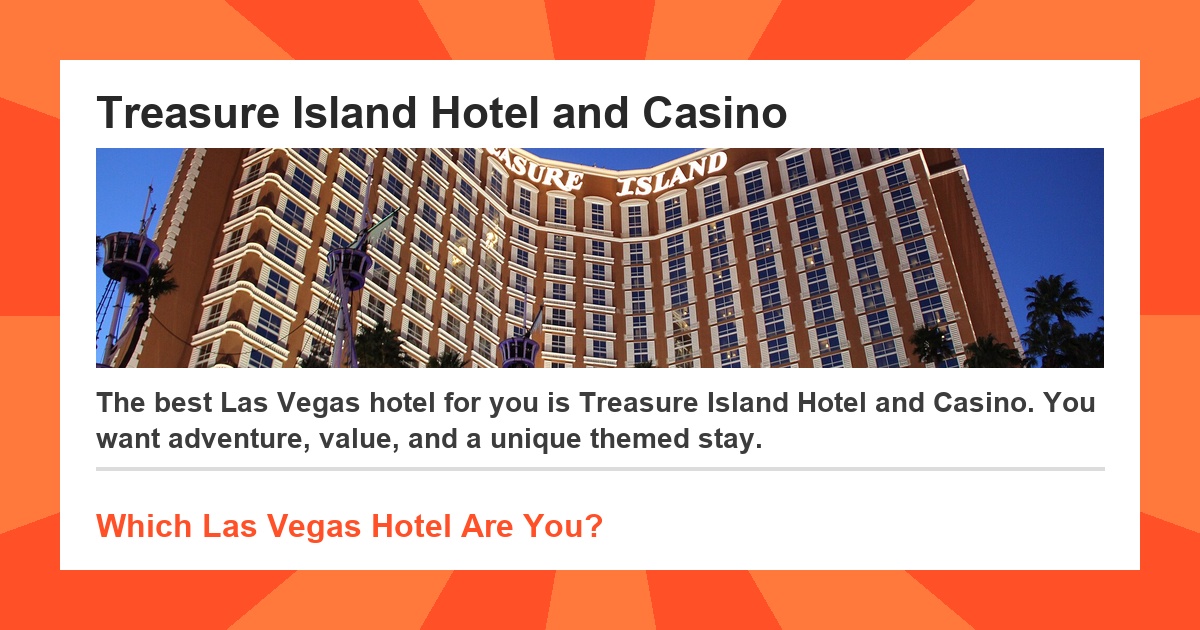 Treasure Island Hotel and Casino
EASURE ISLAND
The best Las Vegas hotel for you is Treasure Island Hotel and Casino. You
want adventure, value, and a unique themed stay.
Which Las Vegas Hotel Are You?